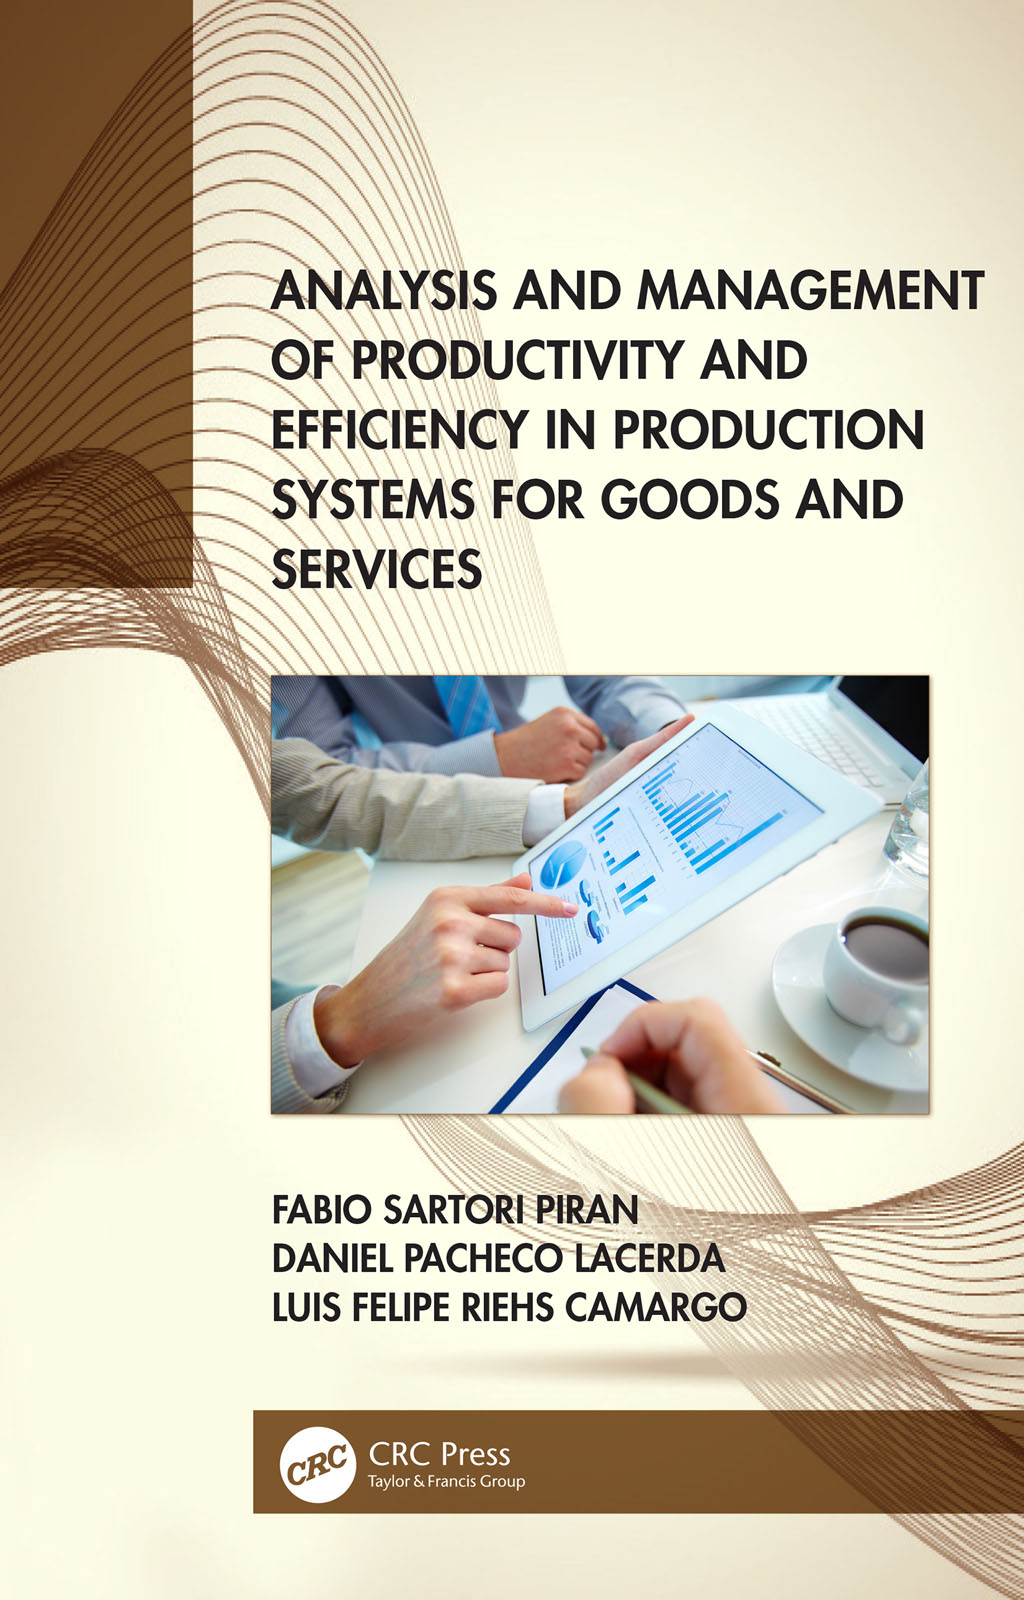 ANALYSIS AND MANAGEMENT
OF PRODUCTIVITY AND
EFFICIENCY IN PRODUCTION
SYSTEMS FOR GOODS AND
SERVICES
FABIO SARTORI PIRAN
DANIEL PACHECO LACERDA
LUIS FELIPE RIEHS CAMARGO
CRC
CRC Press
Taylor & Francis Group